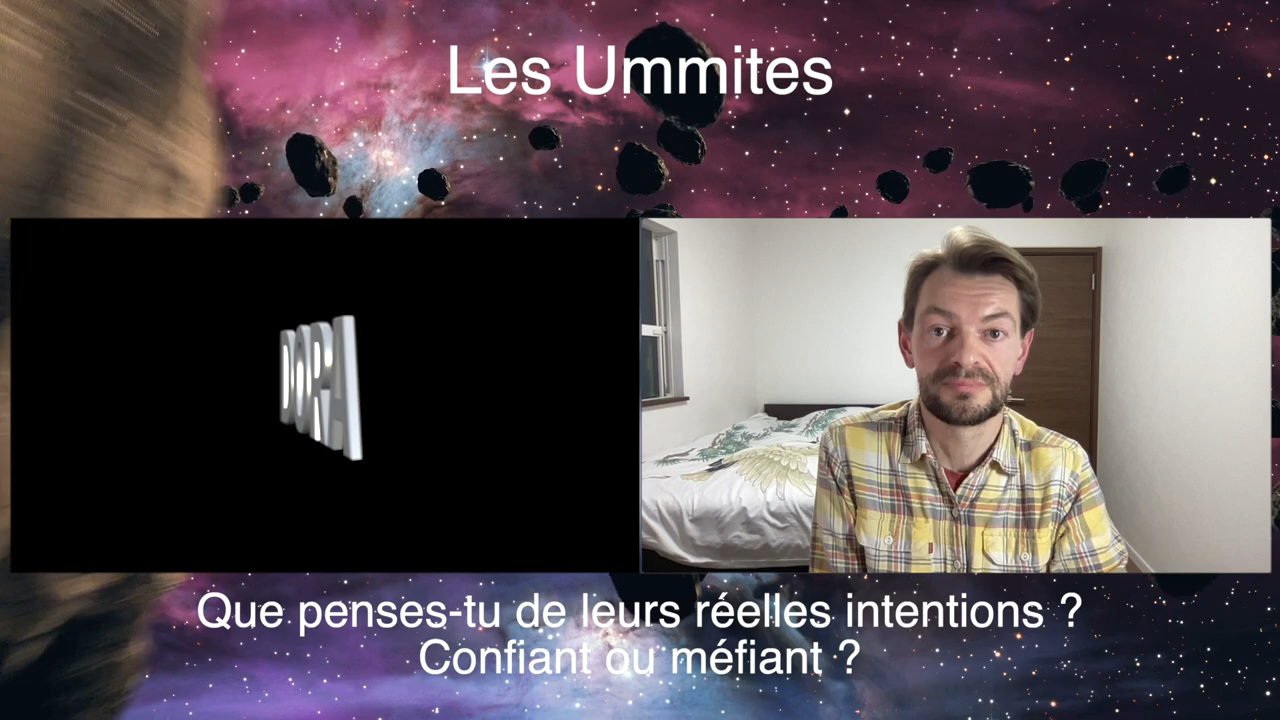 Les Ummites
DORA
Que penses-tu de leurs réelles intentions ?
Confiant ou méfiant ?